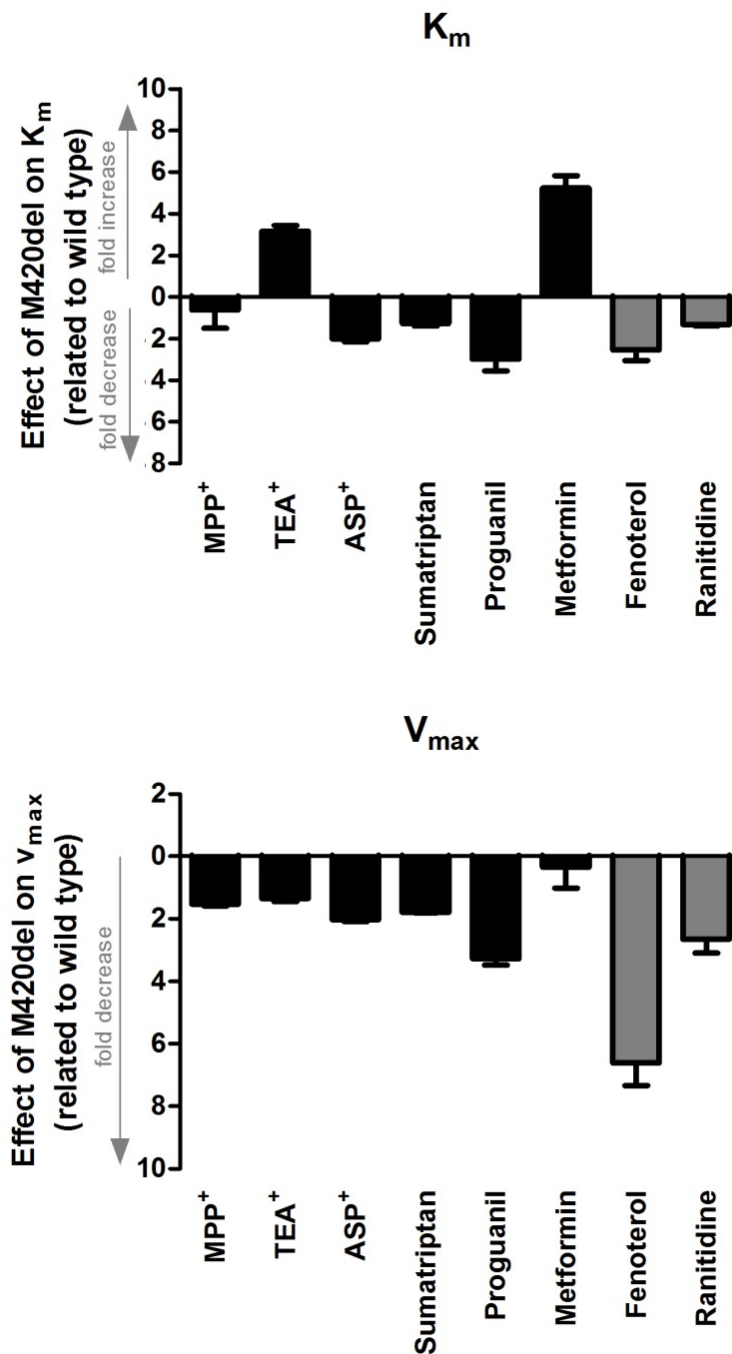 Km
Effect of M420del on Km
(related to wild type)
fold increase
fold decrease
10
8
6
4
2
0
.2
4
6
8
MPP+
TEA+
ASP+
Sumatriptan
Proguanil
Metformin
Fenoterol
Ranitidine
Vmax
Effect of M420del on vmax
(related to wild type)
fold decrease
2
0
2
4
6
8
10
MPP+
TEA+
ASP+
Sumatriptan
Proguanil
Metformin
Fenoterol
Ranitidine